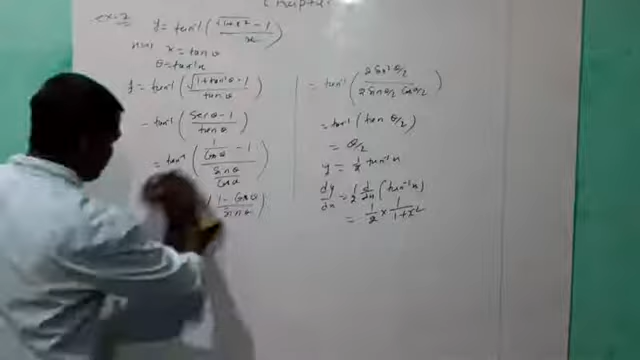 ex-2 y = tan⁻¹ ( √1+x² - 1 / x )
x = tan θ
θ = tan⁻¹x
y = tan⁻¹ ( √1+tan²θ - 1 / tan θ )
= tan⁻¹ ( Sec θ - 1 / tan θ )
= tan⁻¹ ( 1/Cos θ - 1 / Sin θ/Cos θ )
( 1 - Cos θ / Sin θ )
= tan⁻¹ ( 2 Sin² θ/2 / 2 Sin θ/2 Cos θ/2 )
= tan⁻¹ ( tan θ/2 )
= θ/2
y = 1/2 tan⁻¹ x
dy/dx = 1/2 d/dx ( tan⁻¹ x )
= 1/2 × 1/1+x²